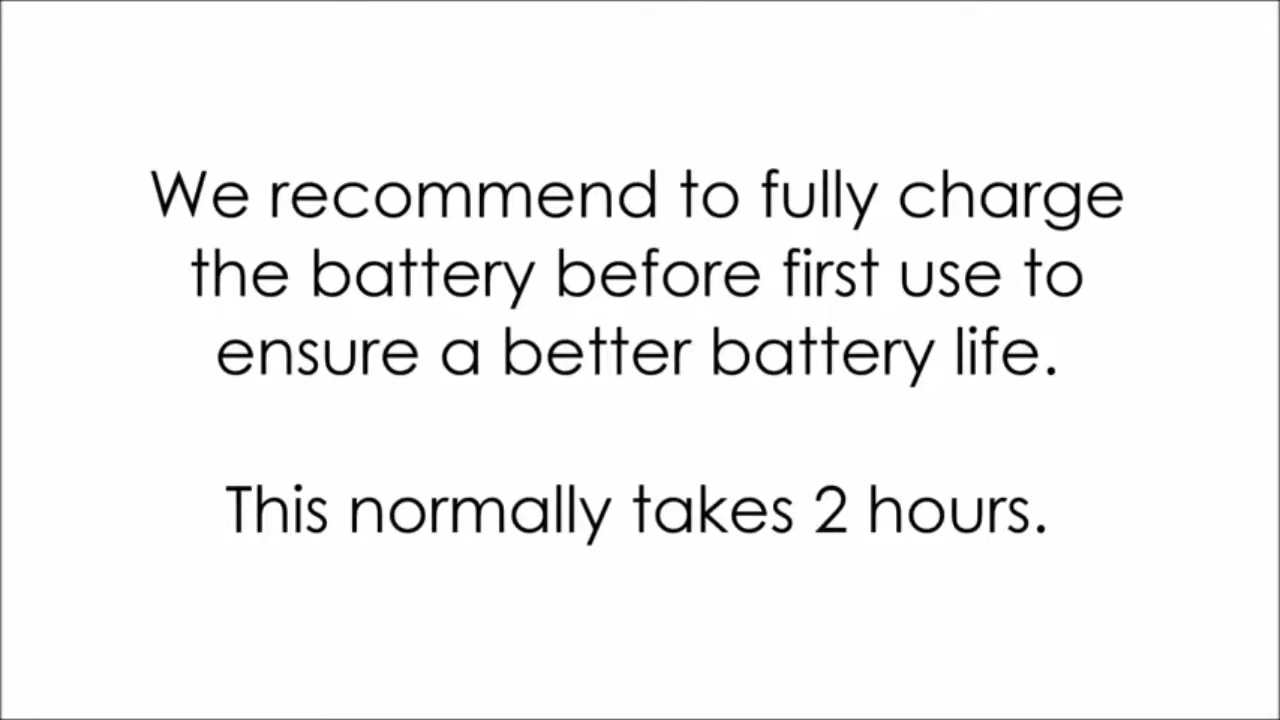 We recommend to fully charge
the battery before first use to
ensure a better battery life.
This normally takes 2 hours.